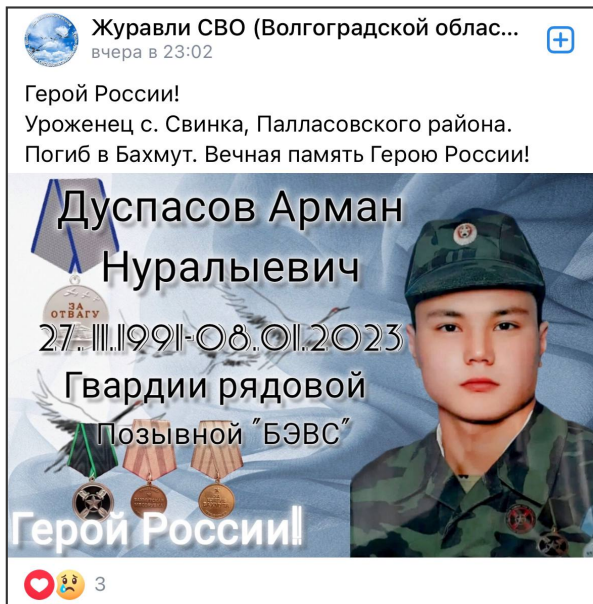 Журавли СВО (Волгоградской облас...
вчера в 23:02
Герой России!
Уроженец с. Свинка, Палласовского района.
Погиб в Бахмут. Вечная память Герою России!
Дуспасов Арман
Нуралыевич
ЗА
ОТВАГУ
27.III.1991-08.01.2023
Гвардии рядовой
Позывной "БЭВС"
Герой России!
3